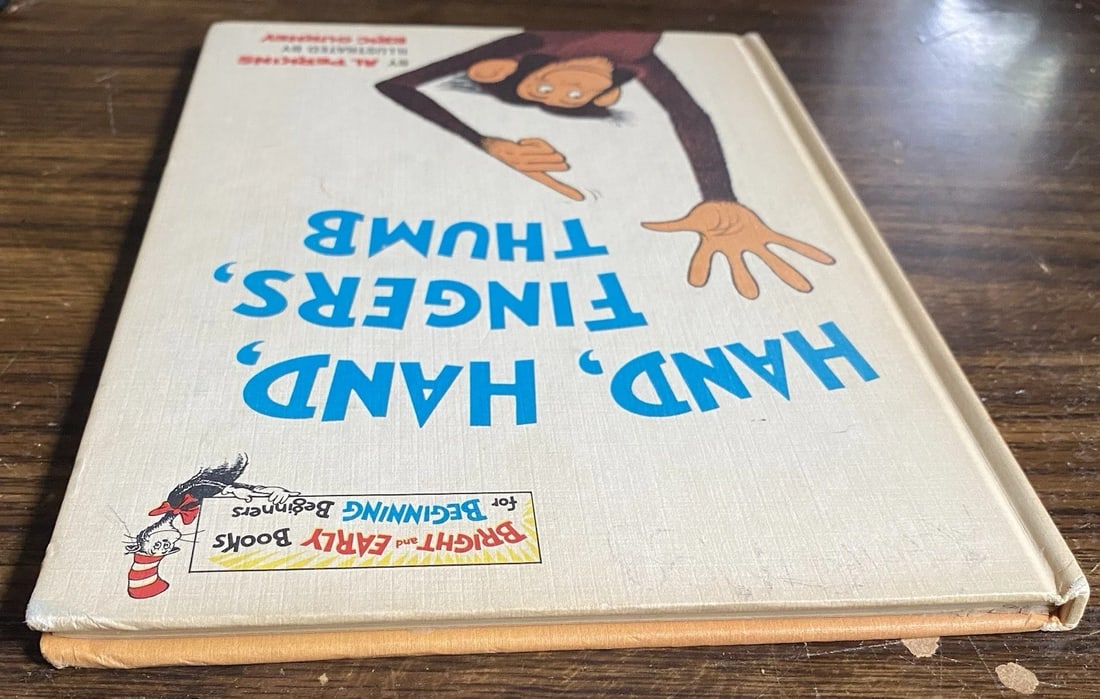 BRIGHT and EARLY Books
for BEGINNING Beginners
HAND, HAND,
FINGERS,
THUMB
BY AL PERKINS
ILLUSTRATED BY
ERIC GURNEY